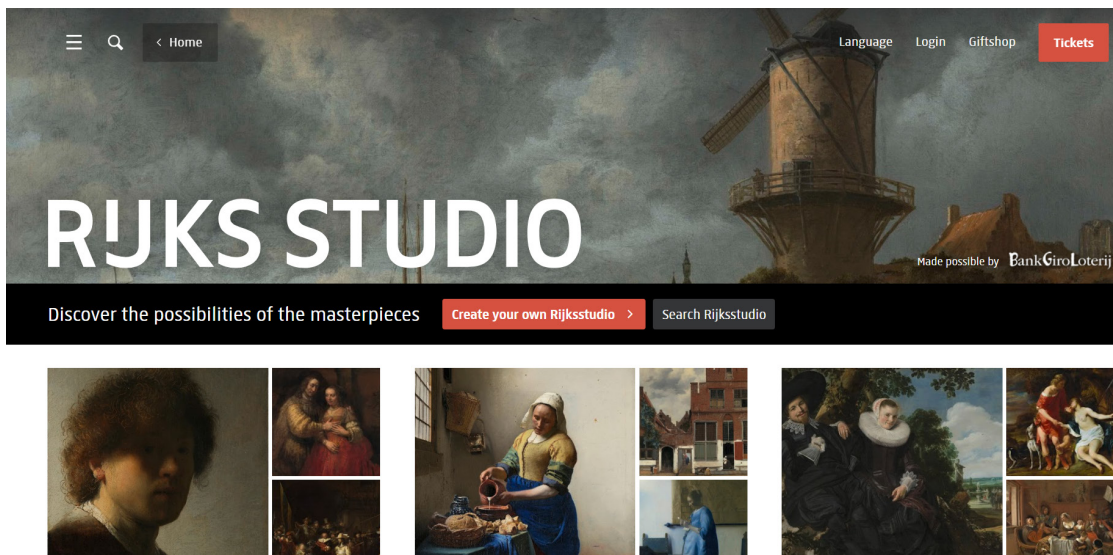 Home
Language Login Giftshop Tickets
RIJKS STUDIO
Made possible by BankGiroLoterij
Discover the possibilities of the masterpieces Create your own Rijksstudio Search Rijksstudio